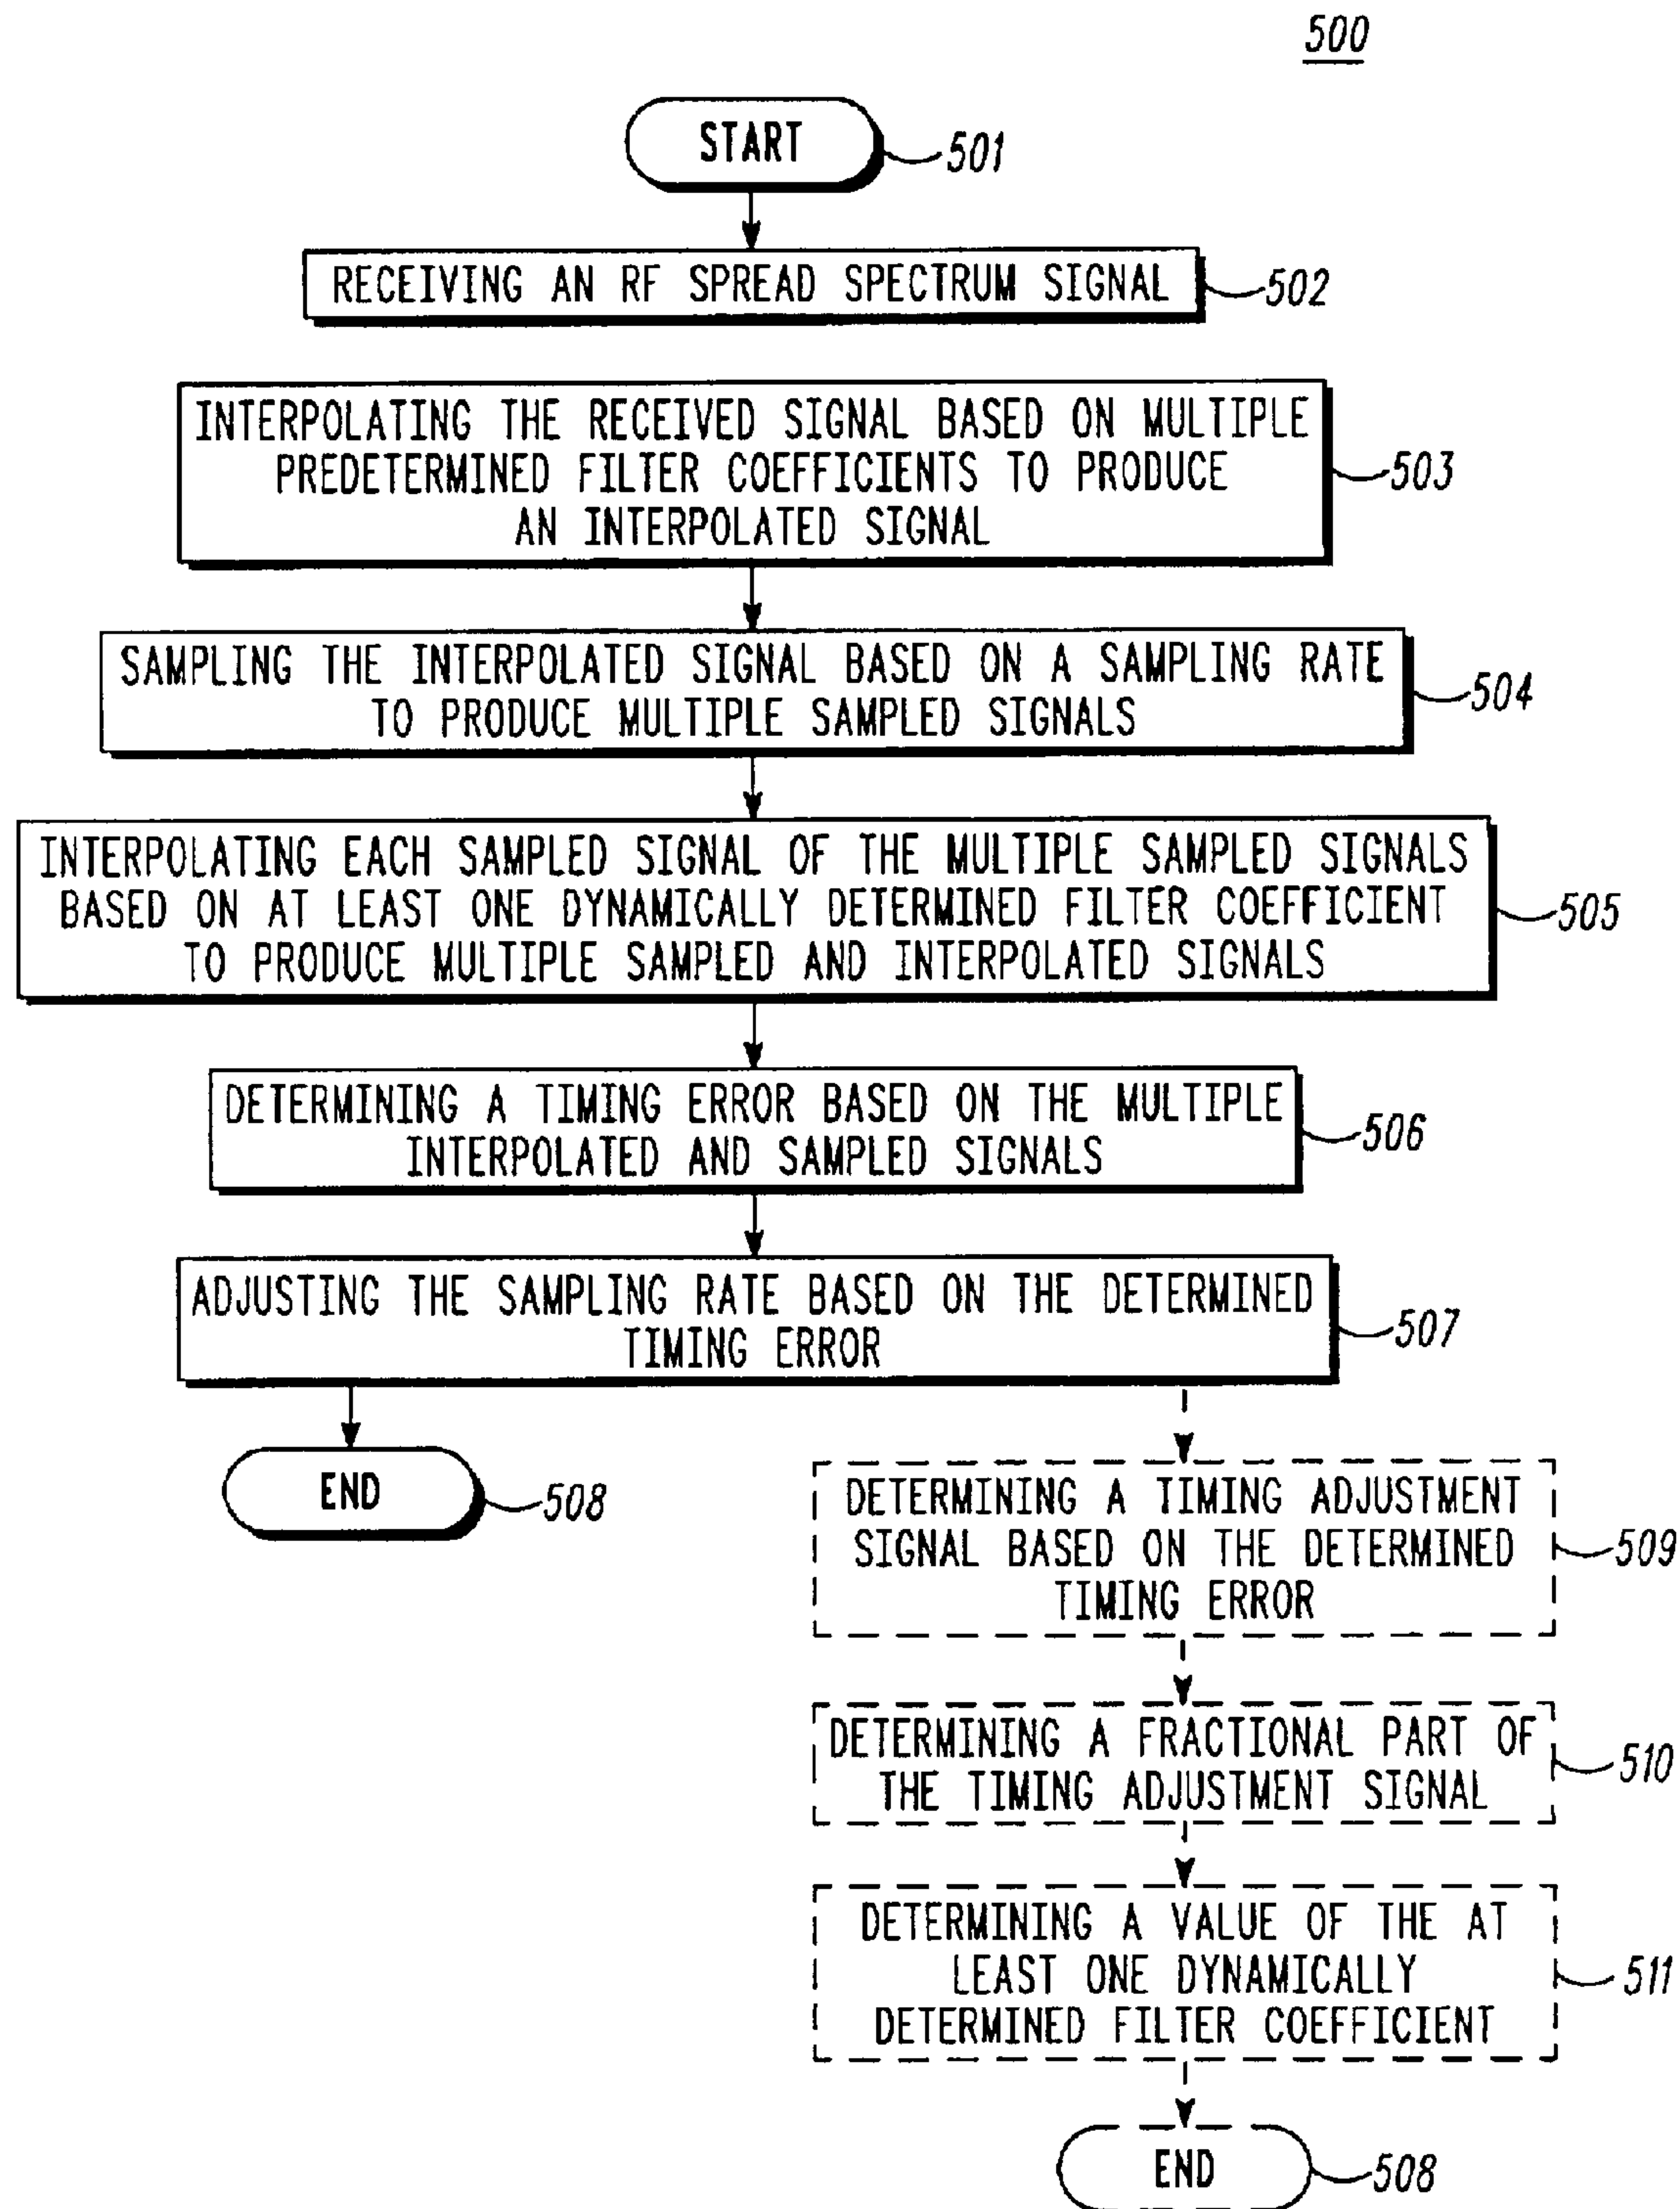 500
START
501
RECEIVING AN RF SPREAD SPECTRUM SIGNAL
502
INTERPOLATING THE RECEIVED SIGNAL BASED ON MULTIPLE
PREDETERMINED FILTER COEFFICIENTS TO PRODUCE
AN INTERPOLATED SIGNAL
503
SAMPLING THE INTERPOLATED SIGNAL BASED ON A SAMPLING RATE
TO PRODUCE MULTIPLE SAMPLED SIGNALS
504
INTERPOLATING EACH SAMPLED SIGNAL OF THE MULTIPLE SAMPLED SIGNALS
BASED ON AT LEAST ONE DYNAMICALLY DETERMINED FILTER COEFFICIENT
TO PRODUCE MULTIPLE SAMPLED AND INTERPOLATED SIGNALS
505
DETERMINING A TIMING ERROR BASED ON THE MULTIPLE
INTERPOLATED AND SAMPLED SIGNALS
506
ADJUSTING THE SAMPLING RATE BASED ON THE DETERMINED
TIMING ERROR
507
END
508
DETERMINING A TIMING ADJUSTMENT
SIGNAL BASED ON THE DETERMINED
TIMING ERROR
509
DETERMINING A FRACTIONAL PART OF
THE TIMING ADJUSTMENT SIGNAL
510
DETERMINING A VALUE OF THE AT
LEAST ONE DYNAMICALLY
DETERMINED FILTER COEFFICIENT
511
END
508